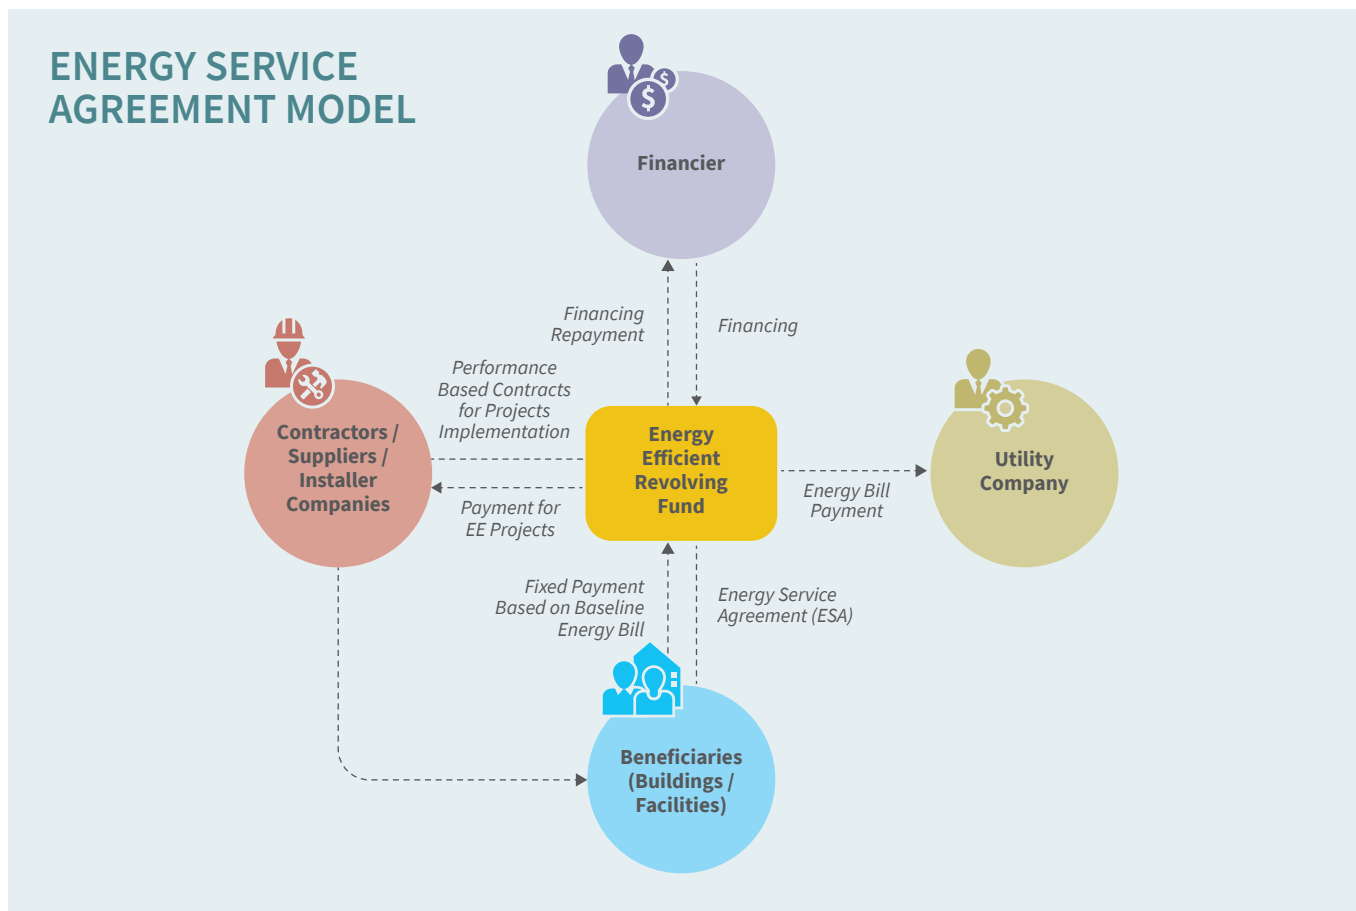 ENERGY SERVICE
AGREEMENT MODEL
$
$
Financier
Financing
Repayment
Financing
Performance
Based Contracts
for Projects
Implementation
Contractors /
Suppliers /
Installer
Companies
Energy
Efficient
Revolving
Fund
Utility
Company
Energy Bill
Payment
Payment for
EE Projects
Fixed Payment
Based on Baseline
Energy Bill
Energy Service
Agreement (ESA)
Beneficiaries
(Buildings /
Facilities)